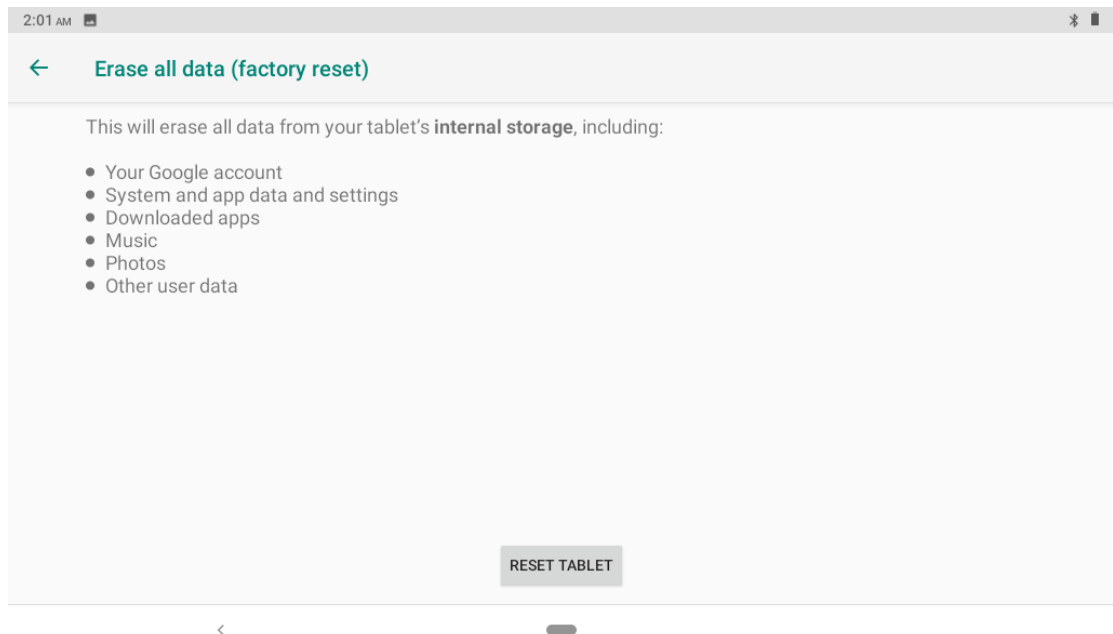 2:01 AM
Erase all data (factory reset)
This will erase all data from your tablet’s internal storage, including:
● Your Google account
● System and app data and settings
● Downloaded apps
● Music
● Photos
● Other user data
RESET TABLET